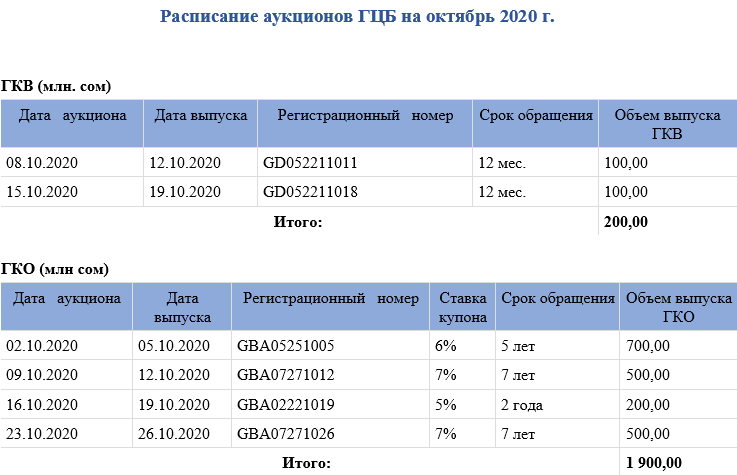 Расписание аукционов ГЦБ на октябрь 2020 г.
ГКВ (млн. сом)
Дата аукциона Дата выпуска Регистрационный номер Срок обращения Объем выпуска ГКВ
08.10.2020 12.10.2020 GD052211011 12 мес. 100,00
15.10.2020 19.10.2020 GD052211018 12 мес. 100,00
Итого: 200,00
ГКО (млн сом)
Дата аукциона Дата выпуска Регистрационный номер Ставка купона Срок обращения Объем выпуска ГКО
02.10.2020 05.10.2020 GBA05251005 6% 5 лет 700,00
09.10.2020 12.10.2020 GBA07271012 7% 7 лет 500,00
16.10.2020 19.10.2020 GBA02221019 5% 2 года 200,00
23.10.2020 26.10.2020 GBA07271026 7% 7 лет 500,00
Итого: 1 900,00